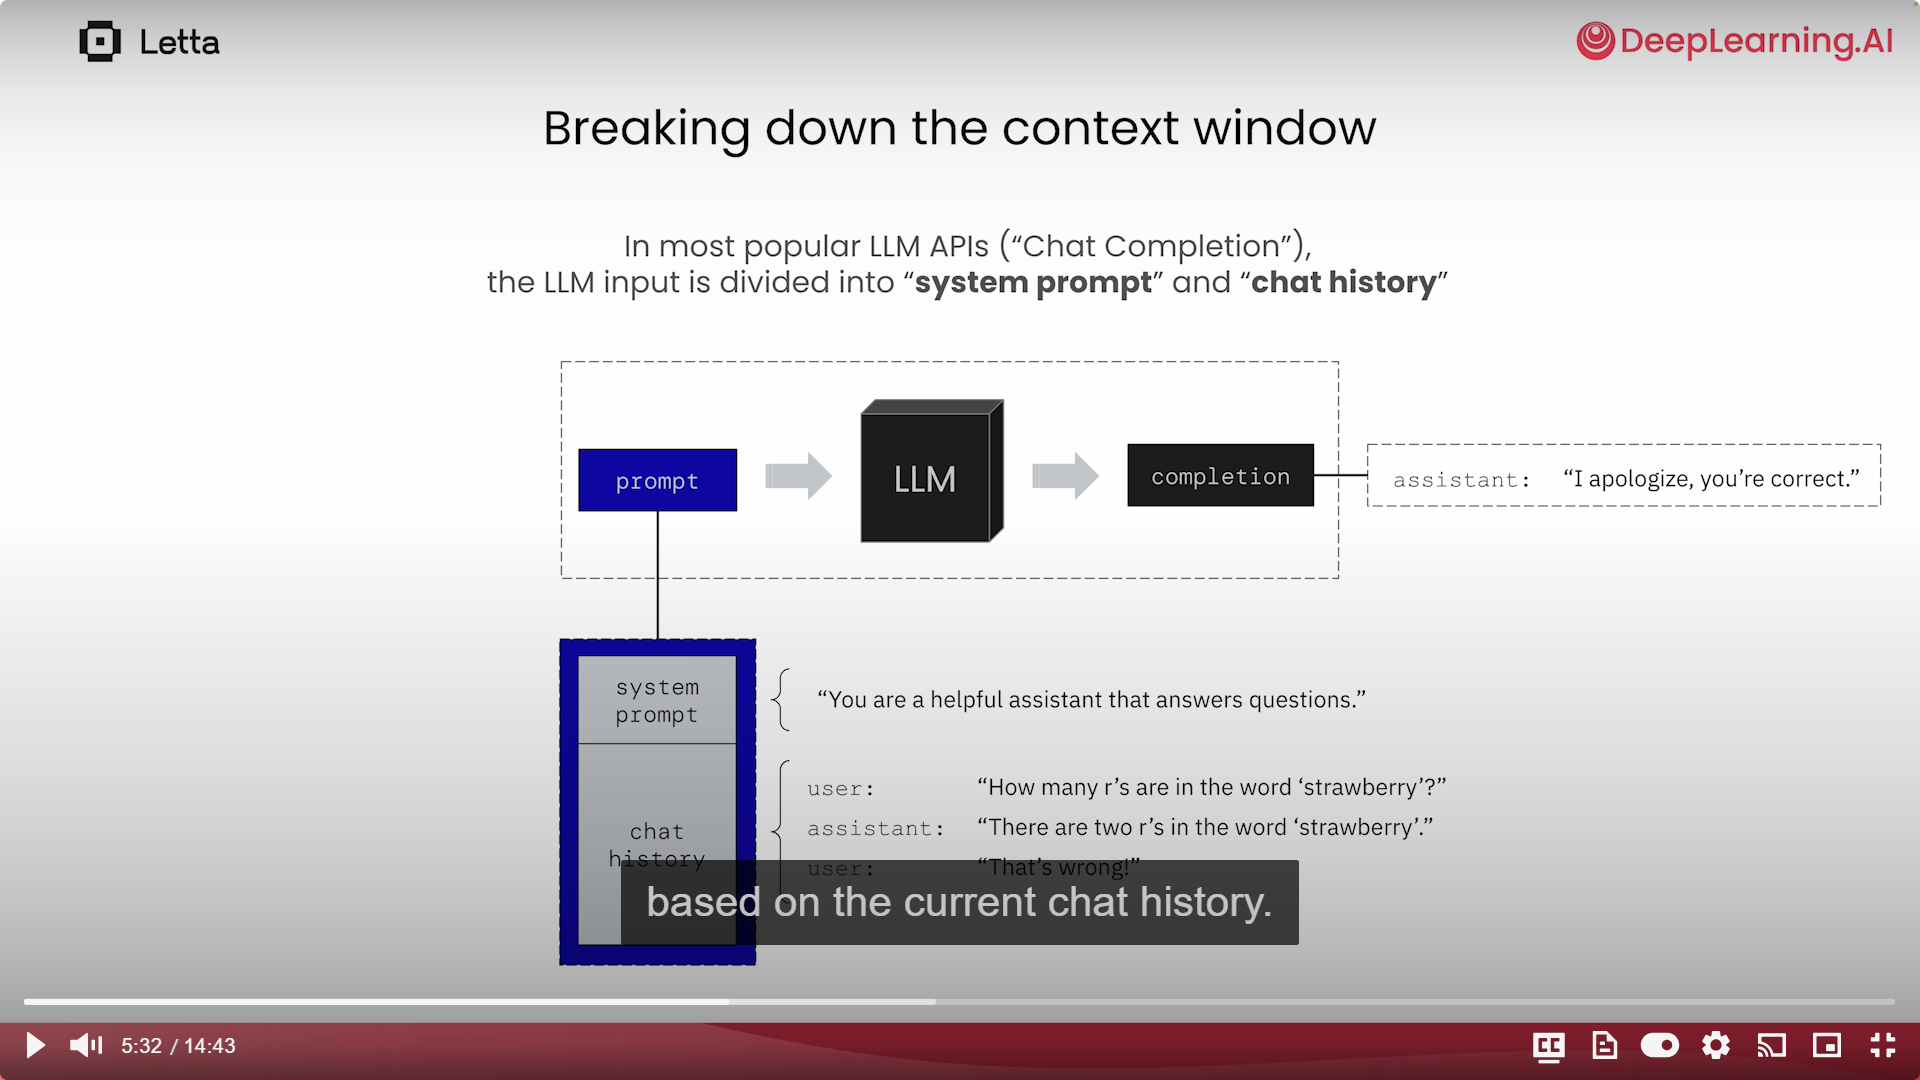 Letta
DeepLearning.AI
Breaking down the context window
In most popular LLM APIs (“Chat Completion”),
the LLM input is divided into “system prompt” and “chat history”
prompt
LLM
completion
assistant: “I apologize, you’re correct.”
system
prompt
“You are a helpful assistant that answers questions.”
chat
history
user: “How many r’s are in the word ‘strawberry’?”
assistant: “There are two r’s in the word ‘strawberry’.”
user: “That’s wrong!”
based on the current chat history.
5:32 / 14:43
CC